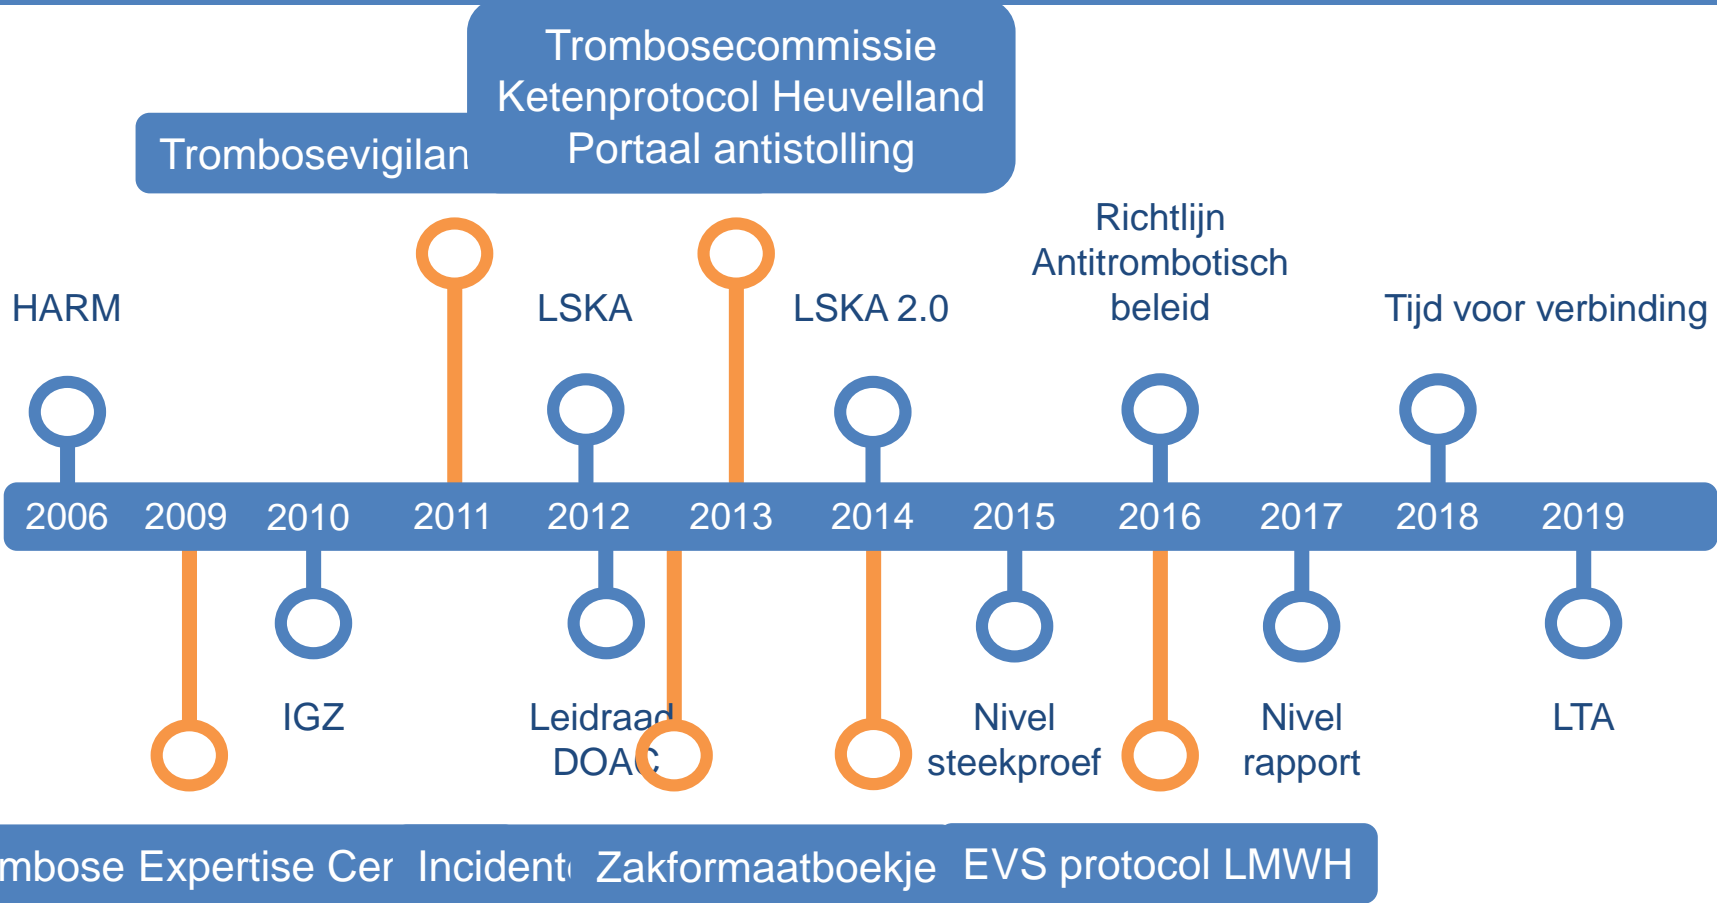 Trombosecommissie
Ketenprotocol Heuvelland
Portaal antistolling
Trombosevigilan
Richtlijn
Antitrombotisch
beleid
HARM
LSKA
LSKA 2.0
Tijd voor verbinding
2006 2009 2010 2011 2012 2013 2014 2015 2016 2017 2018 2019
IGZ
Leidraad
DOAC
Nivel
steekproef
Nivel
rapport
LTA
mbose Expertise Cer
Incident
Zakformaatboekje
EVS protocol LMWH